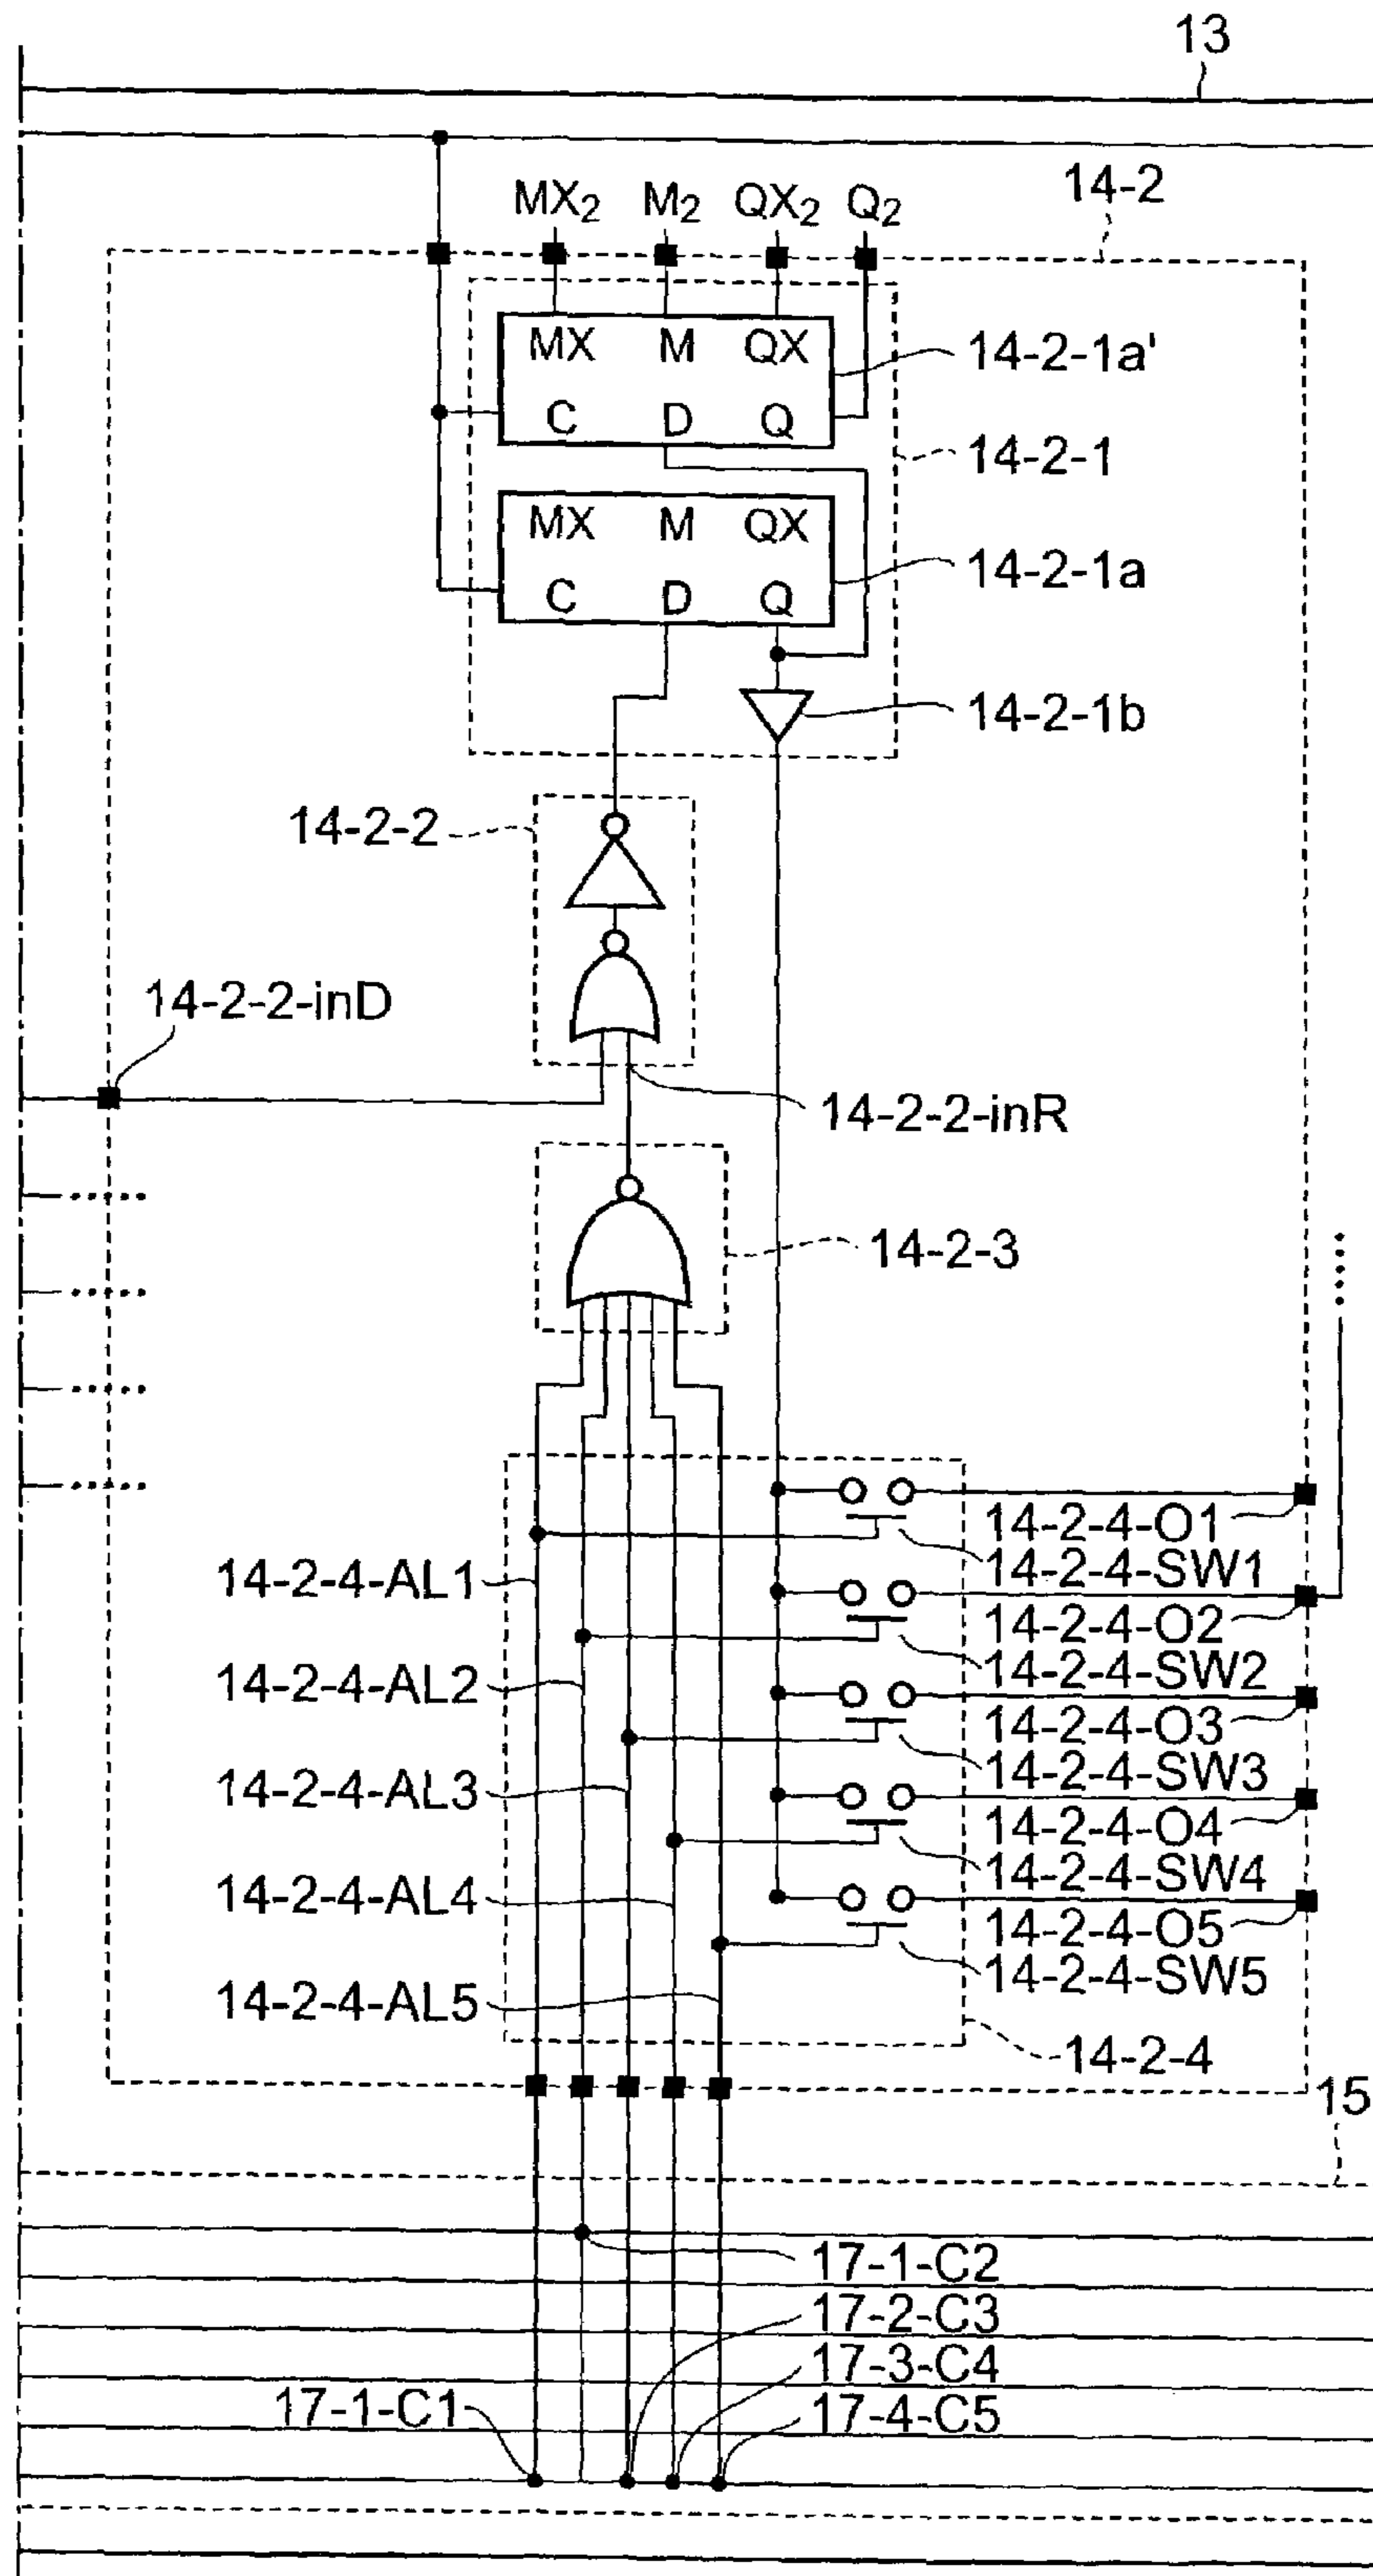 13
14-2
MX2 M2 QX2 Q2
MX M QX
C D Q
14-2-1a'
14-2-1
MX M QX
C D Q
14-2-1a
14-2-1b
14-2-2
14-2-2-inD
14-2-2-inR
14-2-3
14-2-4-O1
14-2-4-SW1
14-2-4-AL1
14-2-4-O2
14-2-4-SW2
14-2-4-AL2
14-2-4-O3
14-2-4-SW3
14-2-4-AL3
14-2-4-O4
14-2-4-SW4
14-2-4-AL4
14-2-4-O5
14-2-4-SW5
14-2-4-AL5
14-2-4
15
17-1-C2
17-2-C3
17-3-C4
17-1-C1
17-4-C5